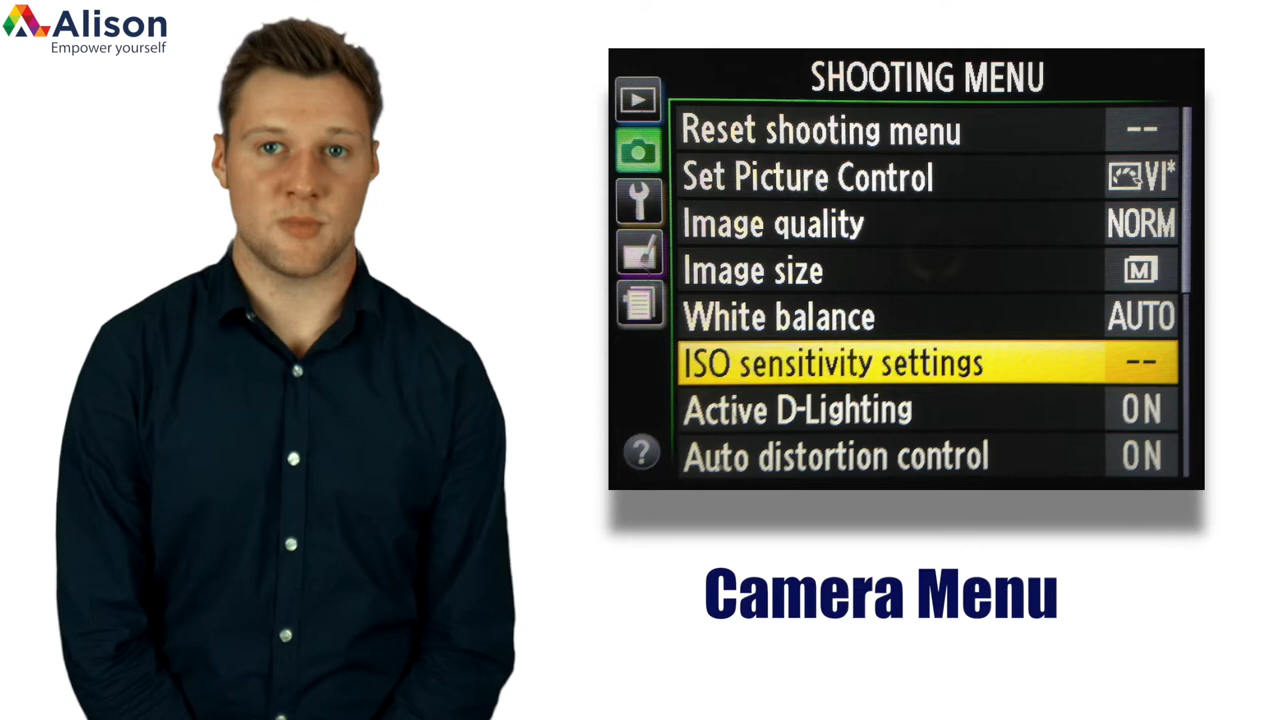 Alison
Empower yourself
SHOOTING MENU
Reset shooting menu --
Set Picture Control VI*
Image quality NORM
Image size M
White balance AUTO
ISO sensitivity settings --
Active D-Lighting ON
Auto distortion control ON
?
Camera Menu